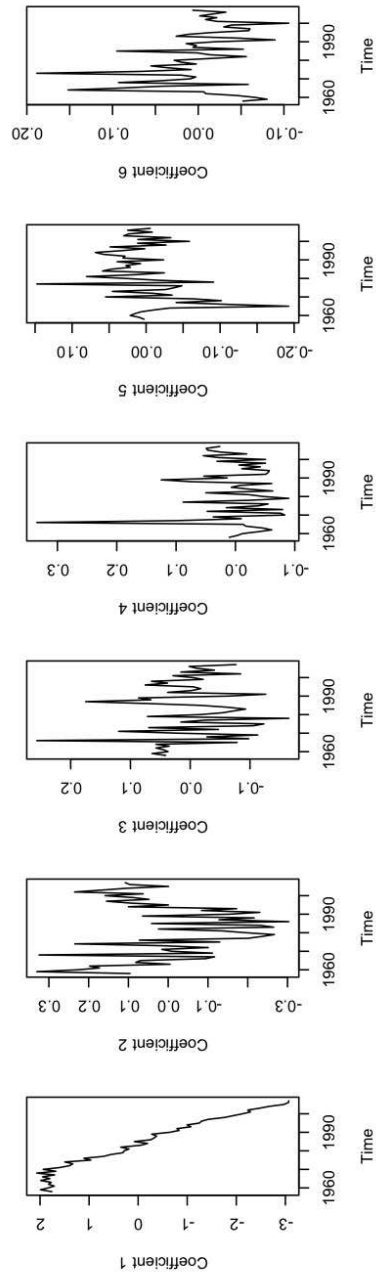 Coefficient 1
2
1
0
-1
-2
-3
1960 1990
Time
Coefficient 2
0.3
0.2
0.1
0.0
-0.1
-0.3
1960 1990
Time
Coefficient 3
0.2
0.1
0.0
-0.1
1960 1990
Time
Coefficient 4
0.3
0.2
0.1
0.0
-0.1
1960 1990
Time
Coefficient 5
0.10
0.00
-0.10
-0.20
1960 1990
Time
Coefficient 6
0.20
0.10
0.00
-0.10
1960 1990
Time